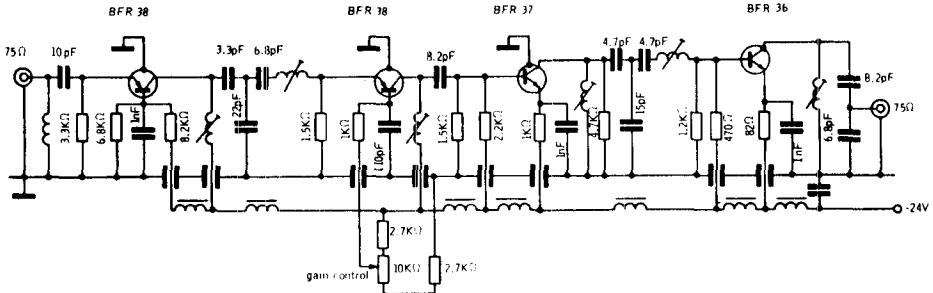 BFR 38
BFR 38
BFR 37
BFR 36
75Ω
10pF
3.3pF
6.8pF
8.2pF
4.7pF
4.7pF
8.2pF
75Ω
3.3KΩ
6.8KΩ
1nF
8.2KΩ
22pF
1.5KΩ
1KΩ
110pF
1.5KΩ
2.2KΩ
1KΩ
1nF
4.7KΩ
15pF
1.2KΩ
470Ω
82Ω
1nF
6.8pF
-24V
2.7KΩ
gain control
10KΩ
2.7KΩ